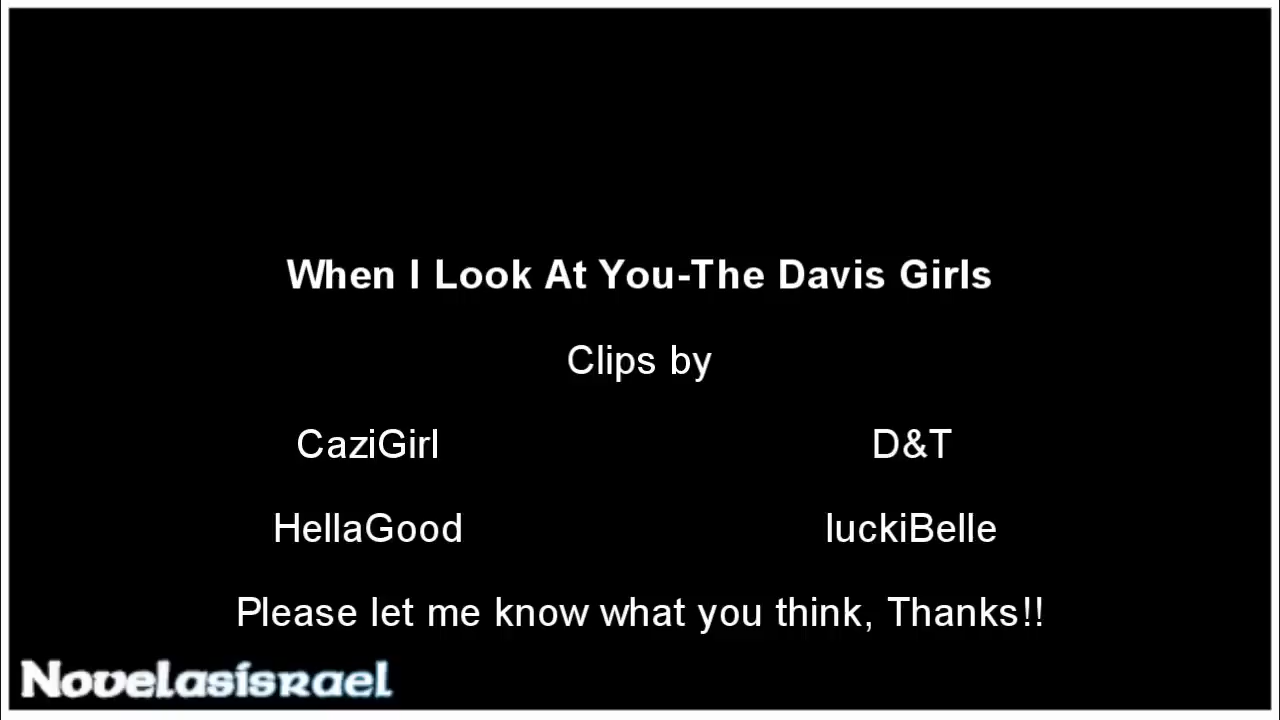 When I Look At You-The Davis Girls
Clips by
CaziGirl D&T
HellaGood luckiBelle
Please let me know what you think, Thanks!!
Novelasisrael